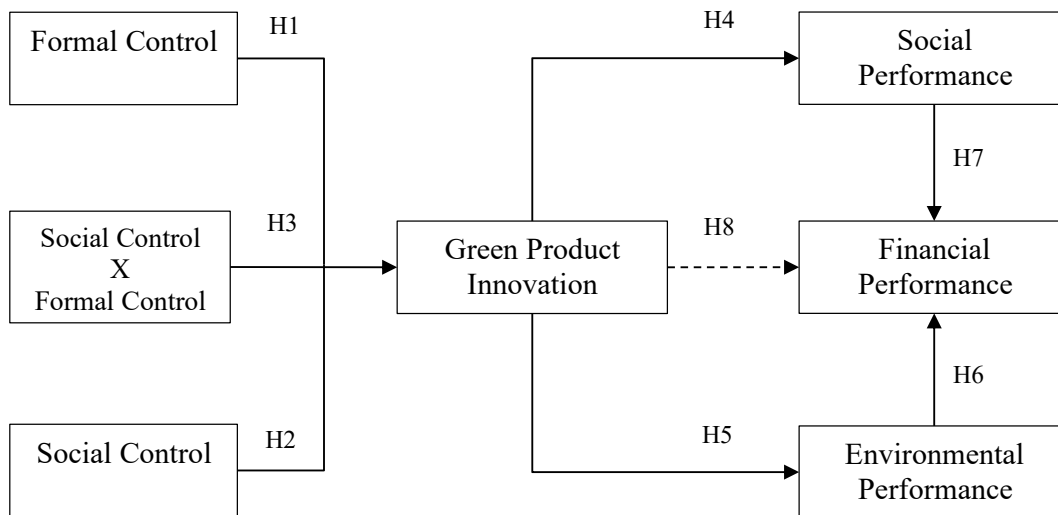 Formal Control
H1
H4
Social
Performance
H7
Social Control
X
Formal Control
H3
Green Product
Innovation
H8
Financial
Performance
H6
Social Control
H2
H5
Environmental
Performance